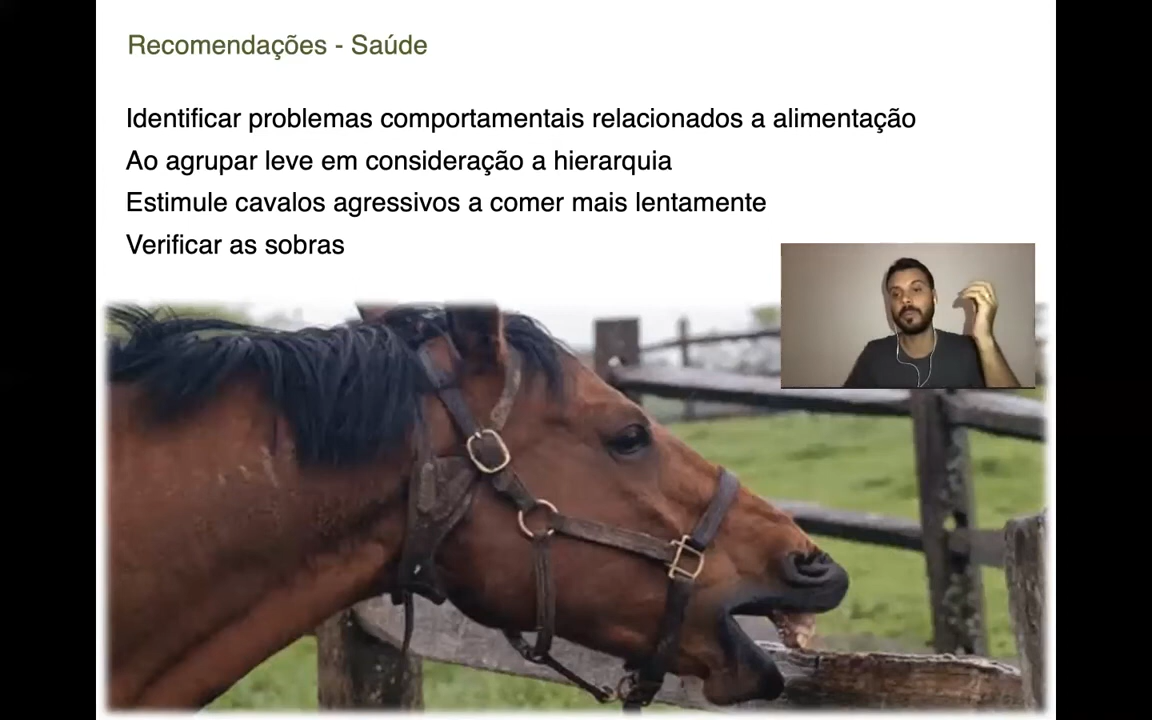 Recomendações - Saúde
Identificar problemas comportamentais relacionados a alimentação
Ao agrupar leve em consideração a hierarquia
Estimule cavalos agressivos a comer mais lentamente
Verificar as sobras